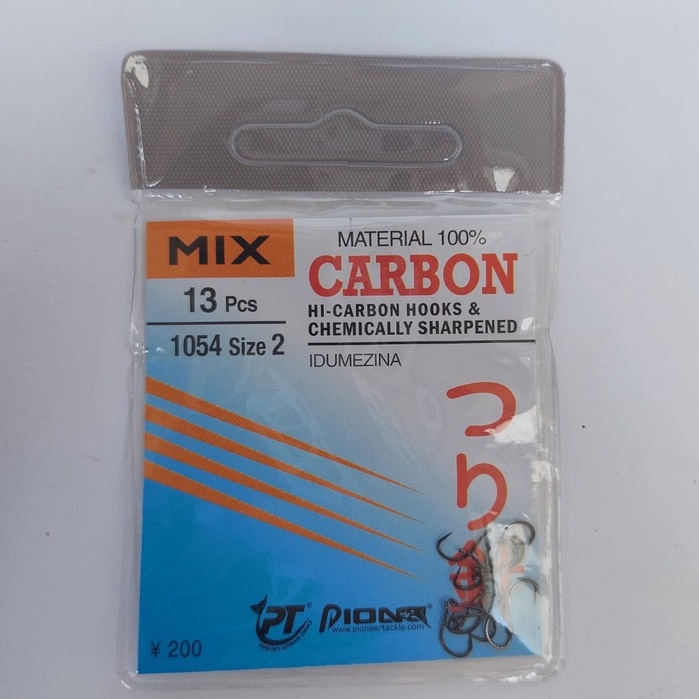 MIX
13 Pcs
1054 Size 2
MATERIAL 100%
CARBON
HI-CARBON HOOKS &
CHEMICALLY SHARPENED
IDUMEZINA
つり
PT
PIONEER
www.pioneertackle.com
¥ 200